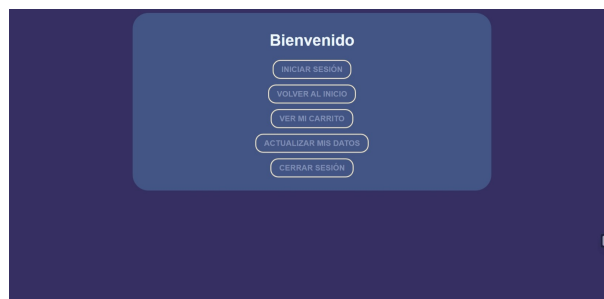 Bienvenido
INICIAR SESIÓN
VOLVER AL INICIO
VER MI CARRITO
ACTUALIZAR MIS DATOS
CERRAR SESIÓN